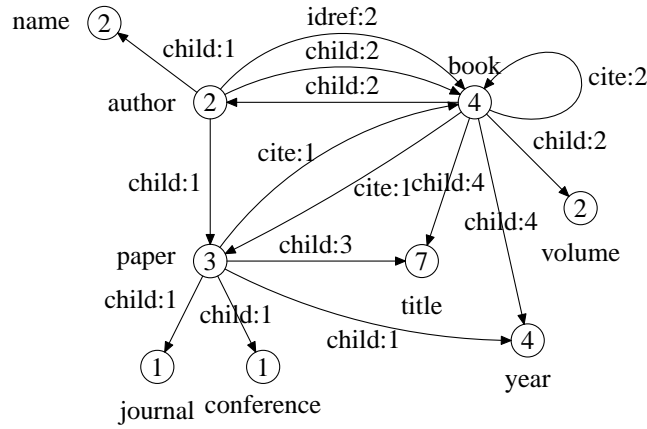 name
2
child:1
idref:2
child:2
child:2
book
cite:2
author
2
4
child:2
child:1
cite:1
cite:1
child:4
child:4
2
volume
paper
3
child:3
7
title
child:1
child:1
child:1
4
year
1
1
journal
conference